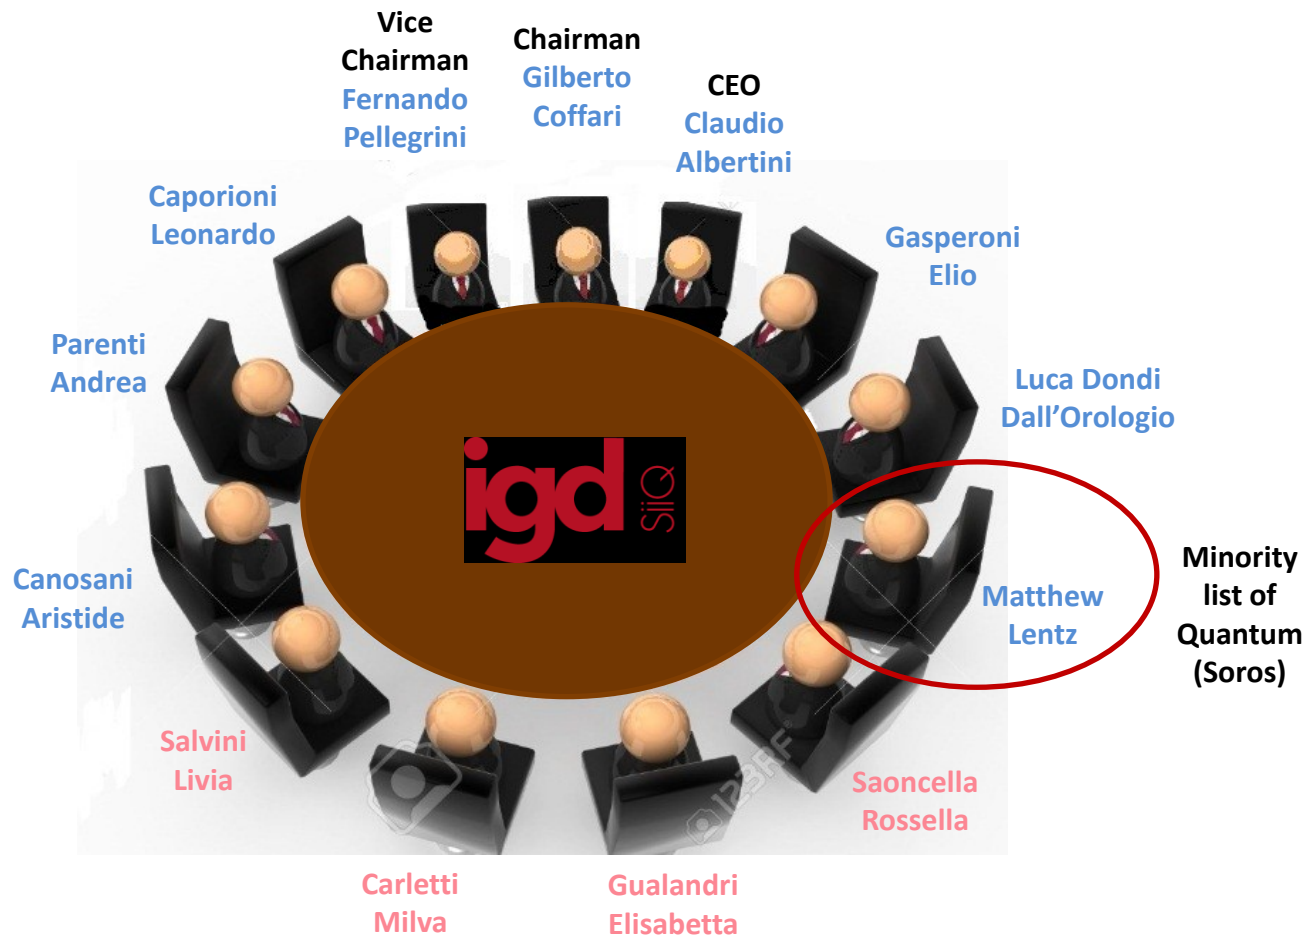 Vice
Chairman
Fernando
Pellegrini
Chairman
Gilberto
Coffari
CEO
Claudio
Albertini
Caporioni
Leonardo
Gasperoni
Elio
Parenti
Andrea
Luca Dondi
Dall’Orologio
igd
SiiQ
Canosani
Aristide
Matthew
Lentz
Minority
list of
Quantum
(Soros)
Salvini
Livia
Saoncella
Rossella
Carletti
Milva
Gualandri
Elisabetta
123RF